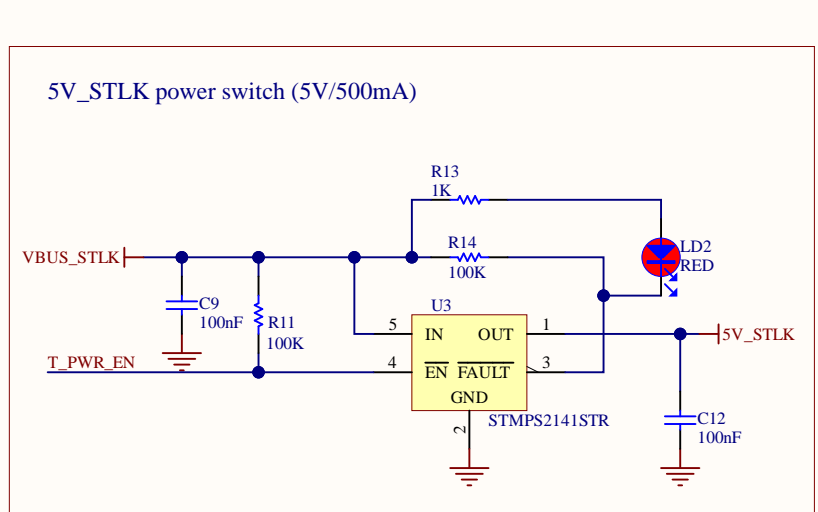 5V_STLK power switch (5V/500mA)
R13
1K
R14
100K
LD2
RED
VBUS_STLK
C9
100nF
R11
100K
T_PWR_EN
U3
5
IN
OUT
1
5V_STLK
4
EN
FAULT
3
GND
2
STMPS2141STR
C12
100nF